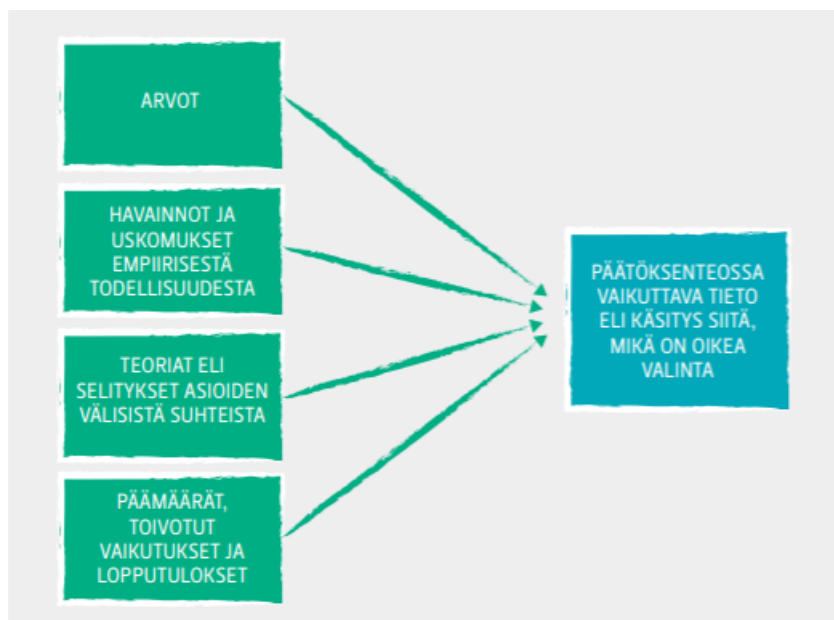 ARVOT
HAVAINNOT JA
USKOMUKSET
EMPIIRISESTÄ
TODELLISUUDESTA
TEORIAT ELI
SELITYKSET ASIOIDEN
VÄLISISTÄ SUHTEISTA
PÄÄMÄÄRÄT,
TOIVOTUT
VAIKUTUKSET JA
LOPPUTULOKSET
PÄÄTÖKSENTEOSSA
VAIKUTTAVA TIETO
ELI KÄSITYS SIITÄ,
MIKÄ ON OIKEA
VALINTA